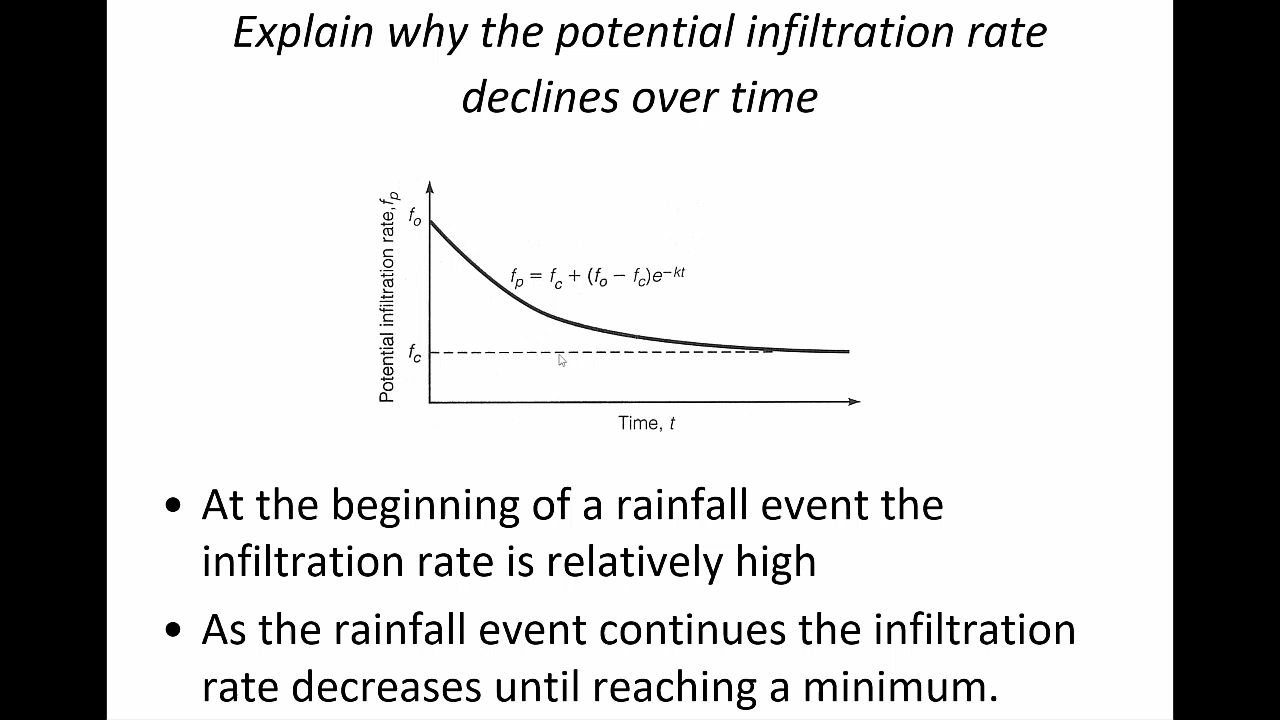 Explain why the potential infiltration rate
declines over time
Potential infiltration rate, fp
fo
fp = fc + (fo − fc)e−kt
fc
Time, t
• At the beginning of a rainfall event the
infiltration rate is relatively high
• As the rainfall event continues the infiltration
rate decreases until reaching a minimum.